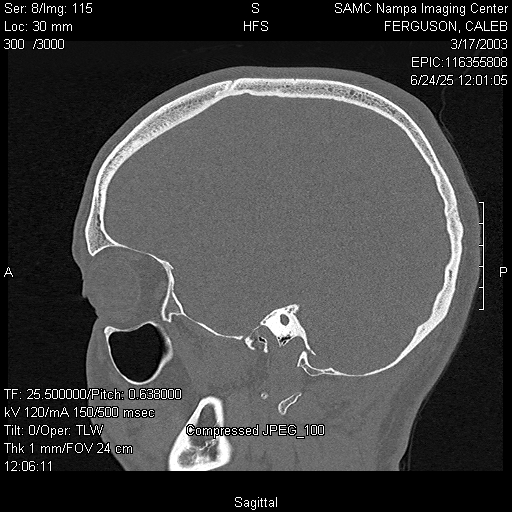 Ser: 8/Img: 115
Loc: 30 mm
300 /3000
S
HFS
SAMC Nampa Imaging Center
FERGUSON, CALEB
3/17/2003
EPIC:116355808
6/24/25 12:01:05
A
P
TF: 25.500000/Pitch: 0.638000
kV 120/mA 150/500 msec
Tilt: 0/Oper: TLW
Thk 1 mm/FOV 24 cm
12:06:11
Compressed JPEG_100
Sagittal